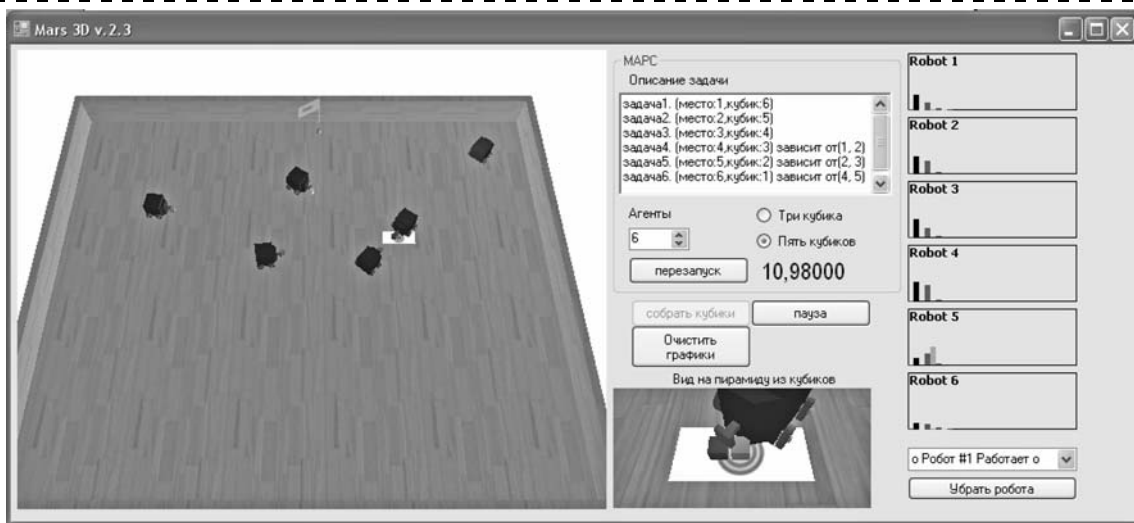 Mars 3D v.2.3
МАРС
Описание задачи
задача1. (место:1,кубик:6)
задача2. (место:2,кубик:5)
задача3. (место:3,кубик:4)
задача4. (место:4,кубик:3) зависит от(1, 2)
задача5. (место:5,кубик:2) зависит от(2, 3)
задача6. (место:6,кубик:1) зависит от(4, 5)
Агенты
6
Три кубика
Пять кубиков
перезапуск
10,98000
собрать кубики
пауза
Очистить
графики
Вид на пирамиду из кубиков
Robot 1
Robot 2
Robot 3
Robot 4
Robot 5
Robot 6
о Робот #1 Работает о
Убрать робота